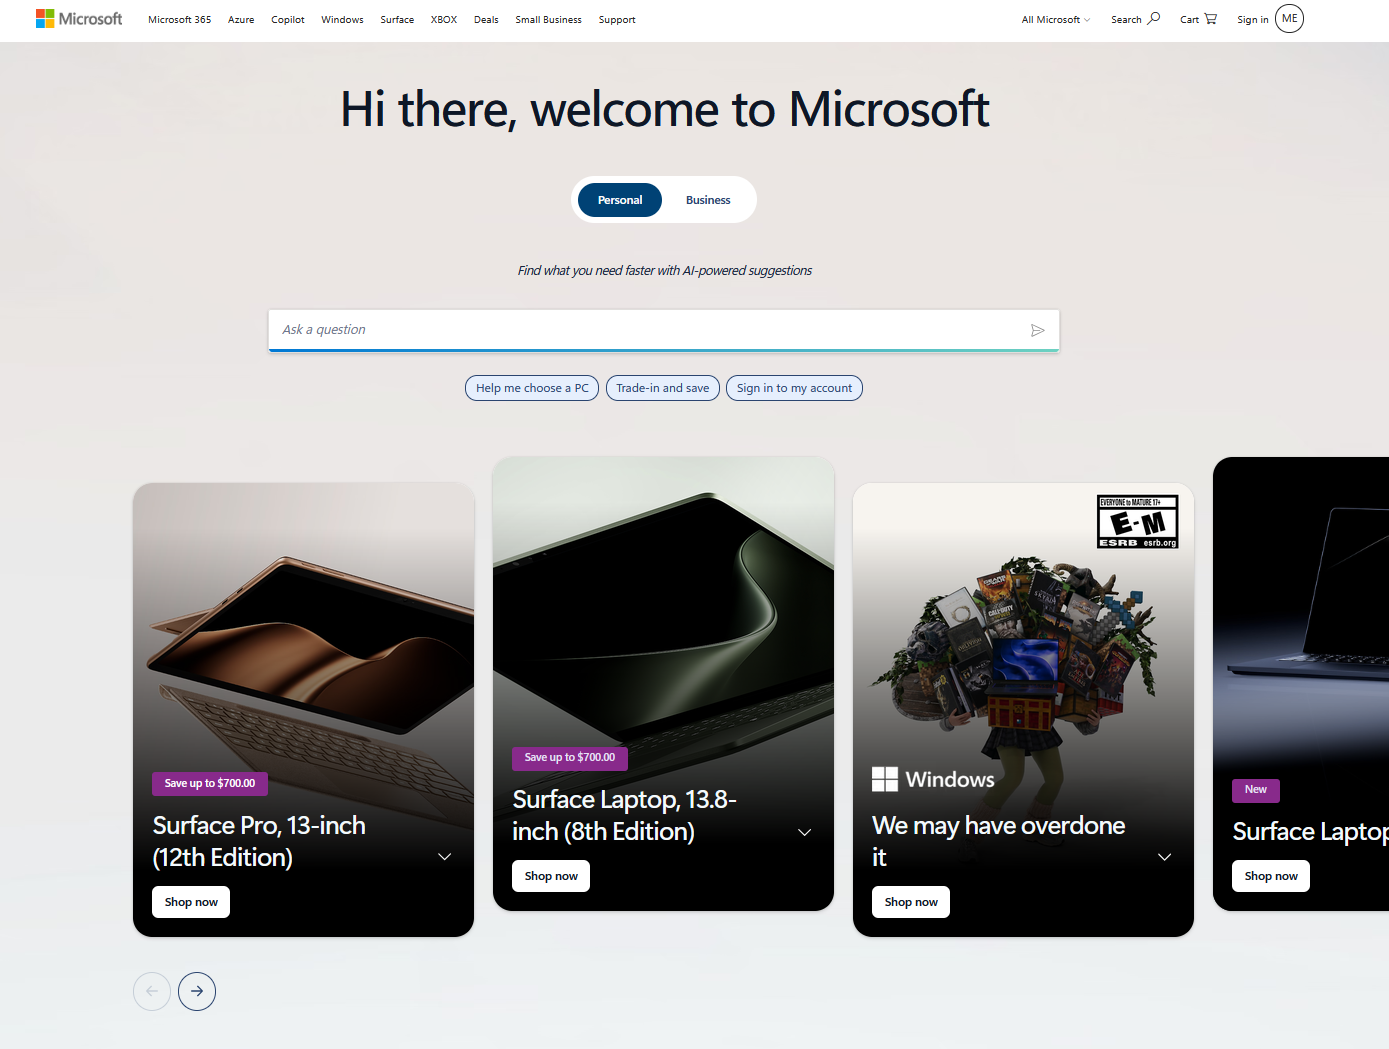 Microsoft
Microsoft 365
Azure
Copilot
Windows
Surface
XBOX
Deals
Small Business
Support
All Microsoft
Search
Cart
Sign in
ME
Hi there, welcome to Microsoft
Personal
Business
Find what you need faster with AI-powered suggestions
Ask a question
Help me choose a PC
Trade-in and save
Sign in to my account
Save up to $700.00
Surface Pro, 13-inch
(12th Edition)
Shop now
Save up to $700.00
Surface Laptop, 13.8-
inch (8th Edition)
Shop now
EVERYONE to MATURE 17+
E-M
ESRB esrb.org
Windows
We may have overdone
it
Shop now
New
Surface Laptop
Shop now